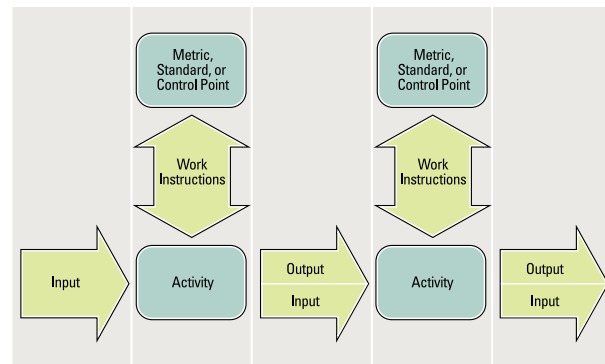 Metric,
Standard, or
Control Point
Metric,
Standard, or
Control Point
Work
Instructions
Work
Instructions
Input
Activity
Output
Input
Activity
Output
Input